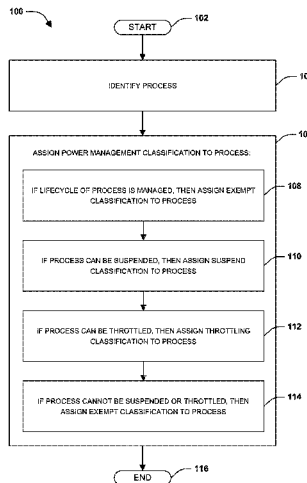 100
START
102
IDENTIFY PROCESS
10
10
ASSIGN POWER MANAGEMENT CLASSIFICATION TO PROCESS:
IF LIFECYCLE OF PROCESS IS MANAGED, THEN ASSIGN EXEMPT
CLASSIFICATION TO PROCESS
108
IF PROCESS CAN BE SUSPENDED, THEN ASSIGN SUSPEND
CLASSIFICATION TO PROCESS
110
IF PROCESS CAN BE THROTTLED, THEN ASSIGN THROTTLING
CLASSIFICATION TO PROCESS
112
IF PROCESS CANNOT BE SUSPENDED OR THROTTLED, THEN
ASSIGN EXEMPT CLASSIFICATION TO PROCESS
114
END
116